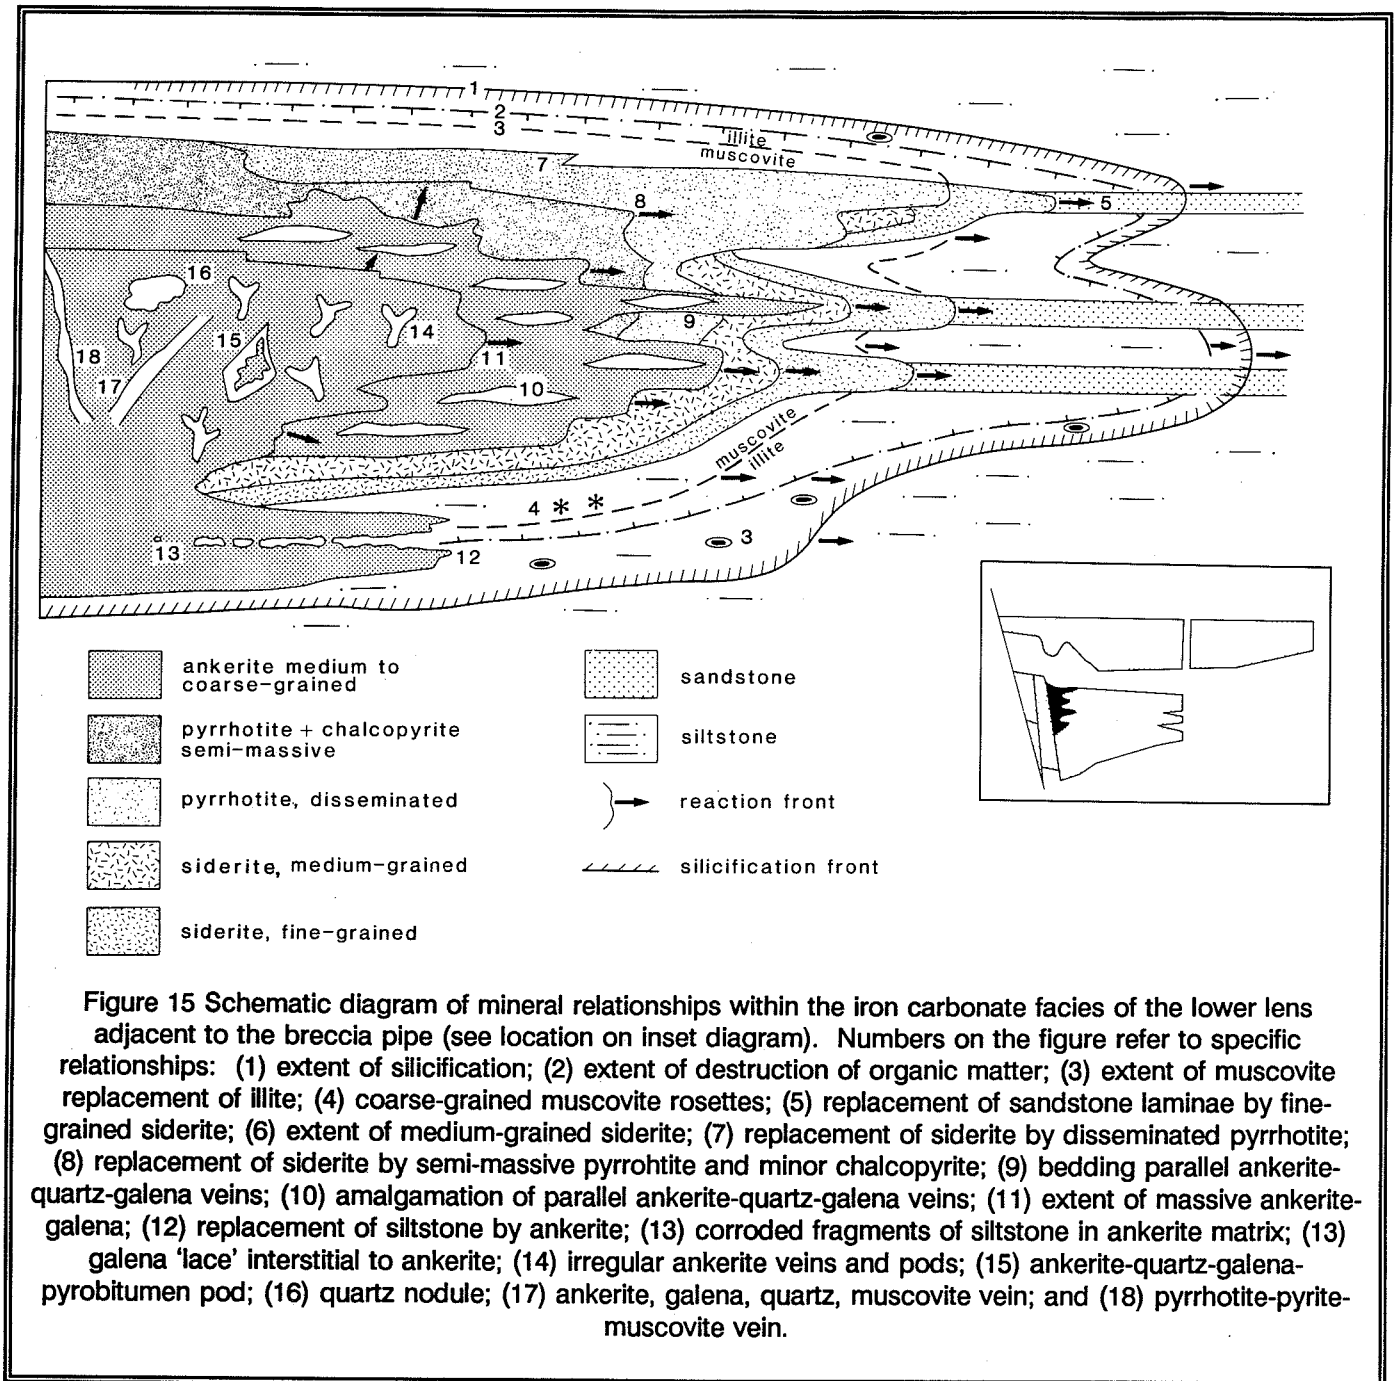 1
2
3
illite
muscovite
7
8
5
16
9
14
15
11
18
17
10
muscovite
illite
4 * *
3
13
12
ankerite medium to
coarse-grained
pyrrhotite + chalcopyrite
semi-massive
pyrrhotite, disseminated
siderite, medium-grained
siderite, fine-grained
sandstone
siltstone
reaction front
silicification front
Figure 15 Schematic diagram of mineral relationships within the iron carbonate facies of the lower lens
adjacent to the breccia pipe (see location on inset diagram). Numbers on the figure refer to specific
relationships: (1) extent of silicification; (2) extent of destruction of organic matter; (3) extent of muscovite
replacement of illite; (4) coarse-grained muscovite rosettes; (5) replacement of sandstone laminae by fine-
grained siderite; (6) extent of medium-grained siderite; (7) replacement of siderite by disseminated pyrrhotite;
(8) replacement of siderite by semi-massive pyrrohtite and minor chalcopyrite; (9) bedding parallel ankerite-
quartz-galena veins; (10) amalgamation of parallel ankerite-quartz-galena veins; (11) extent of massive ankerite-
galena; (12) replacement of siltstone by ankerite; (13) corroded fragments of siltstone in ankerite matrix; (13)
galena 'lace' interstitial to ankerite; (14) irregular ankerite veins and pods; (15) ankerite-quartz-galena-
pyrobitumen pod; (16) quartz nodule; (17) ankerite, galena, quartz, muscovite vein; and (18) pyrrhotite-pyrite-
muscovite vein.